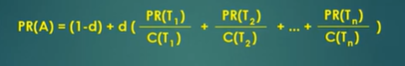 PR(A) = (1-d) + d ( PR(T₁)/C(T₁) + PR(T₂)/C(T₂) + ... + PR(Tₙ)/C(Tₙ) )